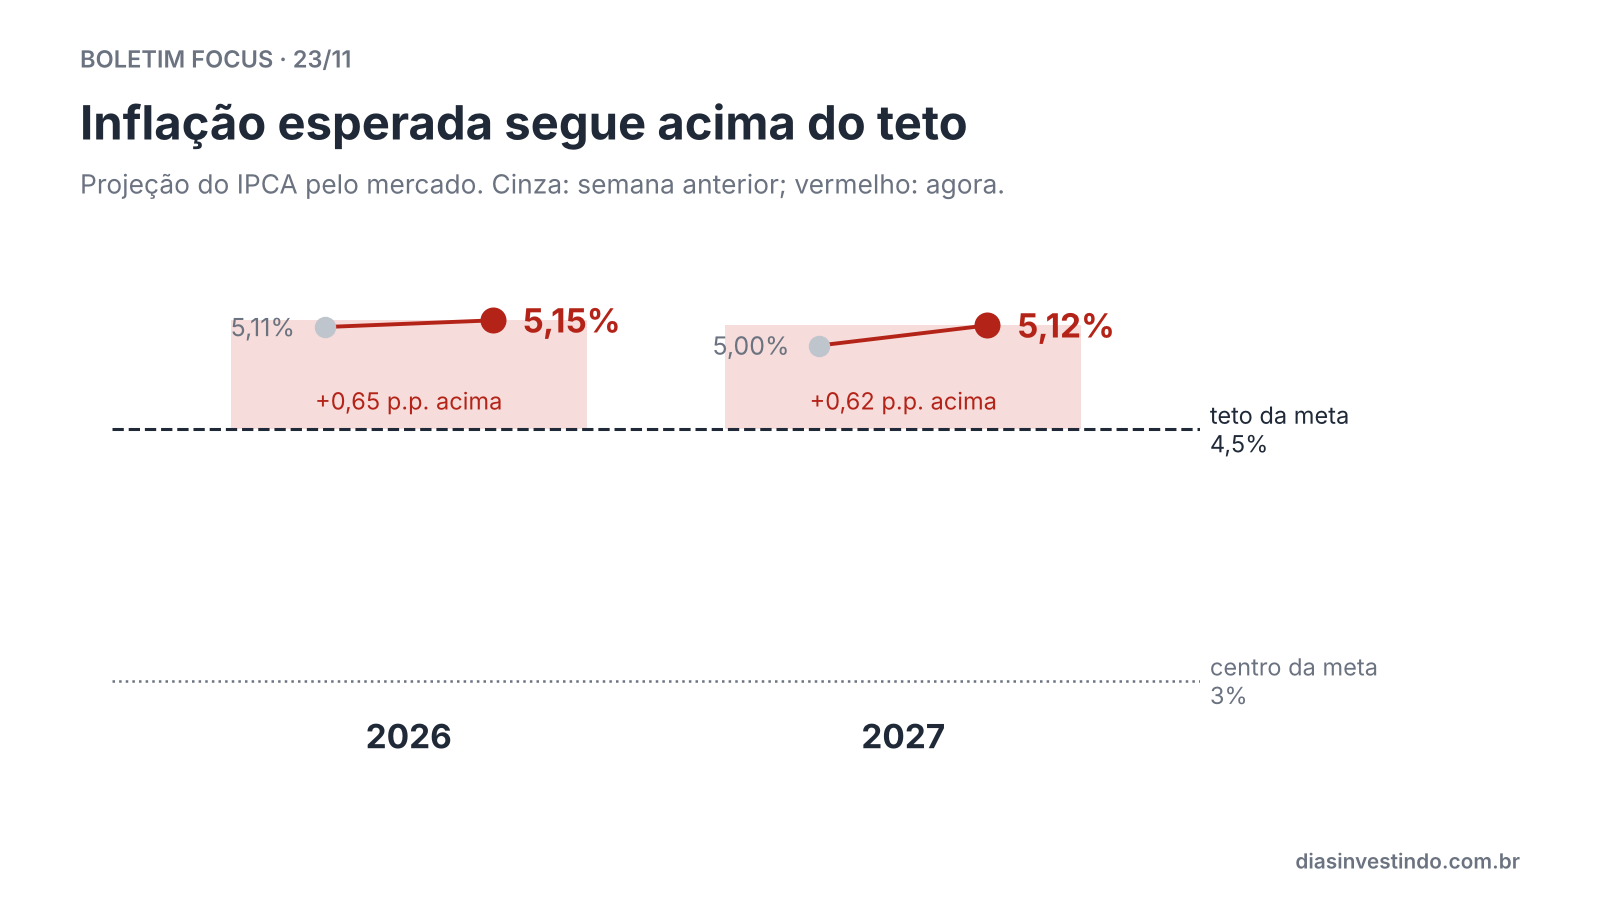 BOLETIM FOCUS · 23/11
Inflação esperada segue acima do teto
Projeção do IPCA pelo mercado. Cinza: semana anterior; vermelho: agora.
5,11%
5,15%
5,00%
5,12%
+0,65 p.p. acima
+0,62 p.p. acima
teto da meta
4,5%
centro da meta
3%
2026
2027
diasinvestindo.com.br